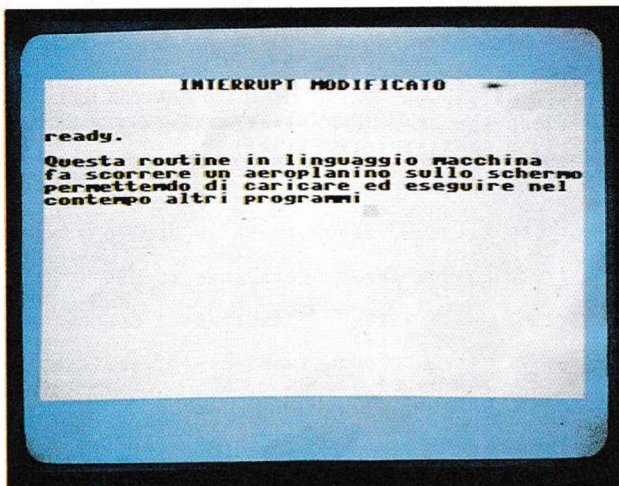 INTERRUPT MODIFICATO
ready.
Questa routine in linguaggio macchina
fa scorrere un aeroplanino sullo schermo
permettendo di caricare ed eseguire nel
contempo altri programmi